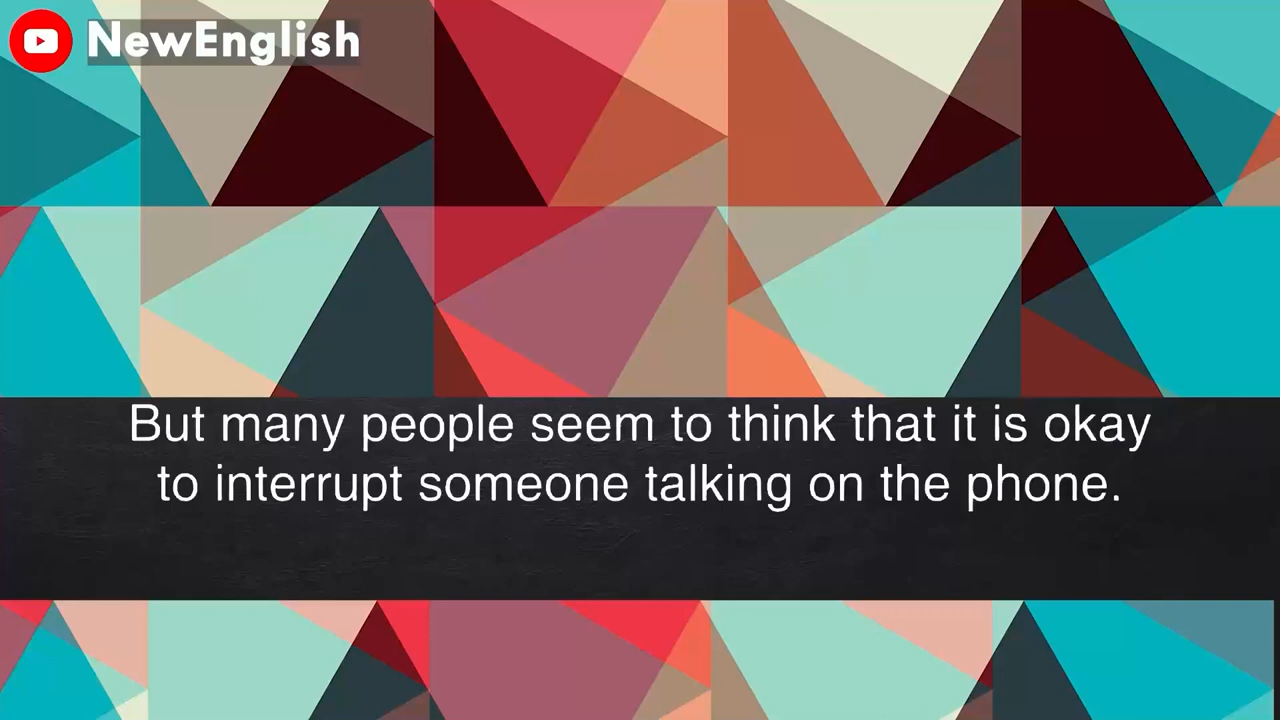 NewEnglish
But many people seem to think that it is okay
to interrupt someone talking on the phone.